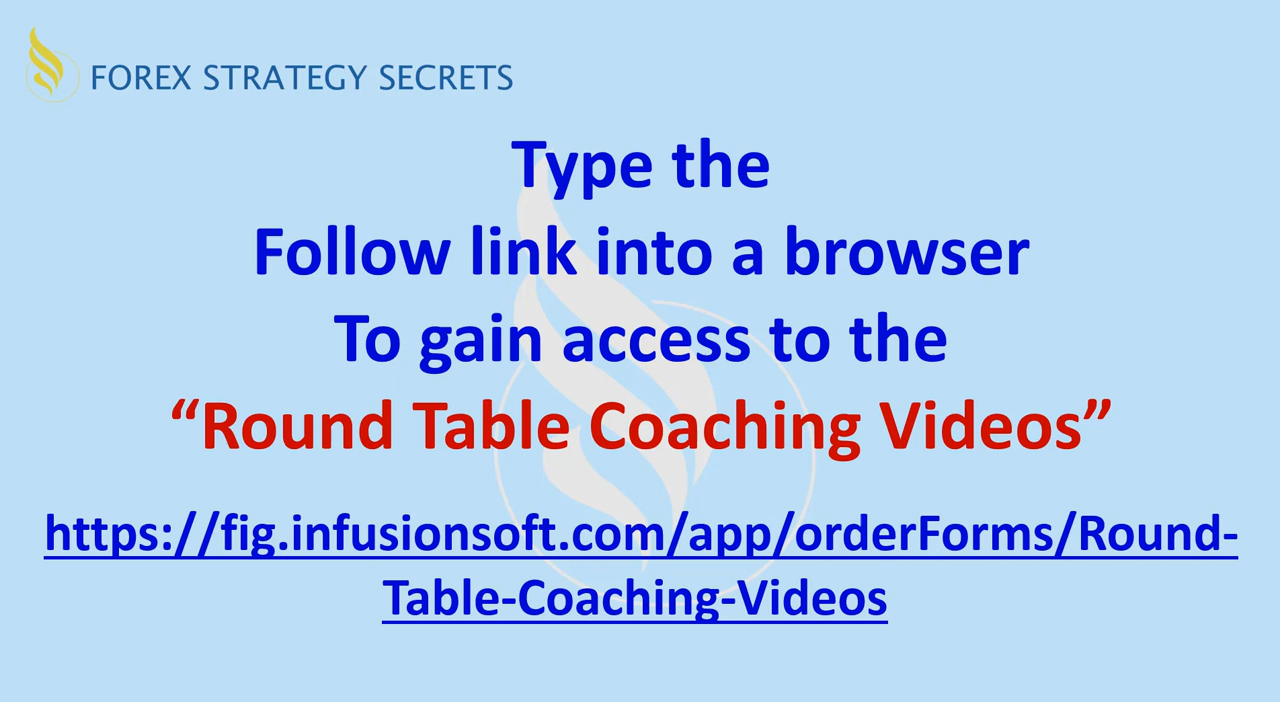 FOREX STRATEGY SECRETS
Type the
Follow link into a browser
To gain access to the
“Round Table Coaching Videos”
https://fig.infusionsoft.com/app/orderForms/Round-
Table-Coaching-Videos